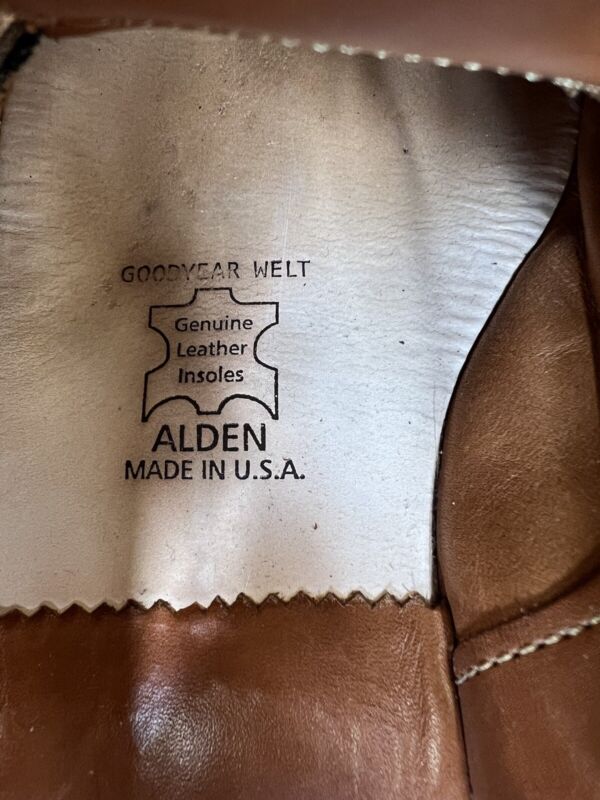 GOODYEAR WELT
Genuine
Leather
Insoles
ALDEN
MADE IN U.S.A.